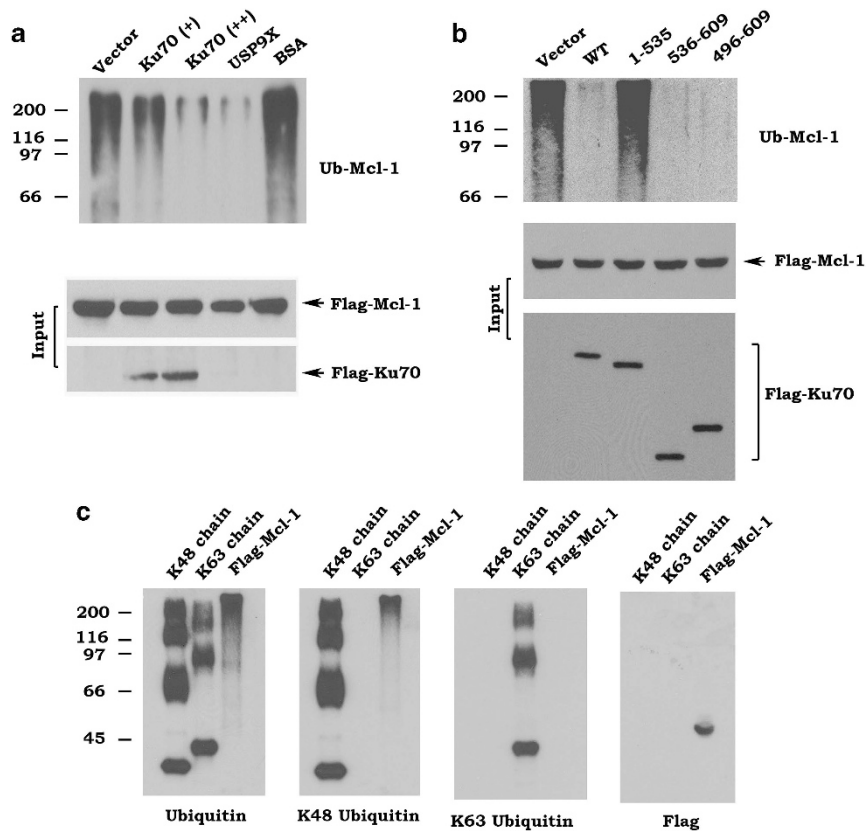 a
Vector
Ku70 (+)
Ku70 (++)
USP9X
BSA
200
116
97
66
Ub-Mcl-1
Input
Flag-Mcl-1
Flag-Ku70
b
Vector
WT
1-535
536-609
496-609
200
116
97
66
Ub-Mcl-1
Input
Flag-Mcl-1
Flag-Ku70
c
K48 chain
K63 chain
Flag-Mcl-1
K48 chain
K63 chain
Flag-Mcl-1
K48 chain
K63 chain
Flag-Mcl-1
K48 chain
K63 chain
Flag-Mcl-1
200
116
97
66
45
Ubiquitin
K48 Ubiquitin
K63 Ubiquitin
Flag